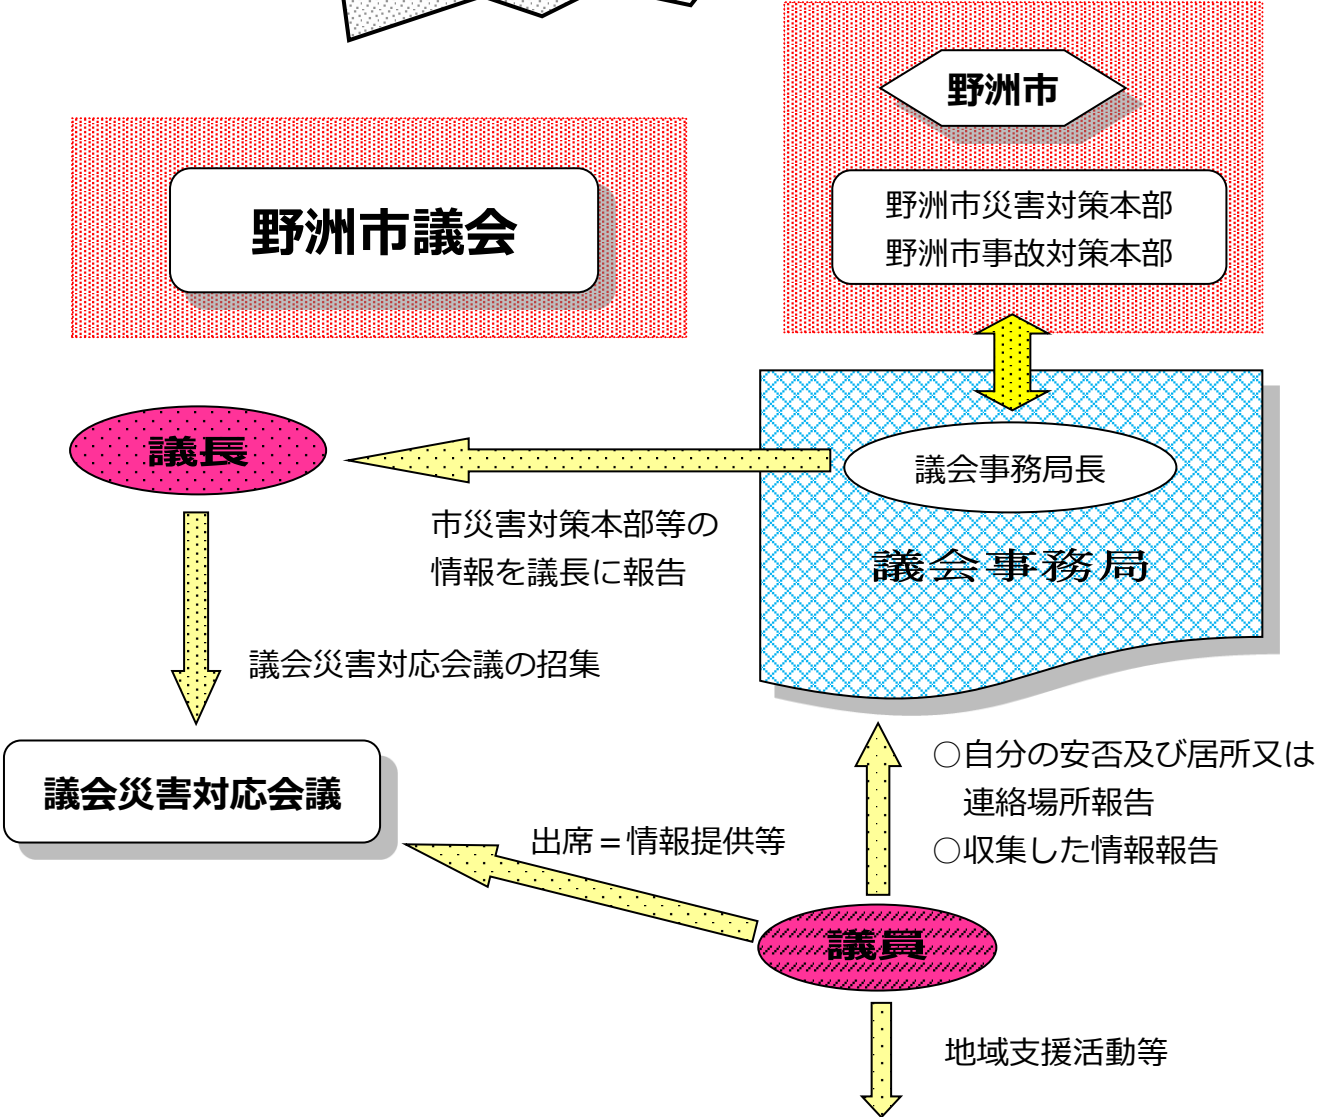 野洲市
野洲市議会
野洲市災害対策本部
野洲市事故対策本部
議長
議会事務局長
市災害対策本部等の
情報を議長に報告
議会事務局
議会災害対応会議の招集
議会災害対応会議
○自分の安否及び居所又は
連絡場所報告
○収集した情報報告
出席＝情報提供等
議員
地域支援活動等